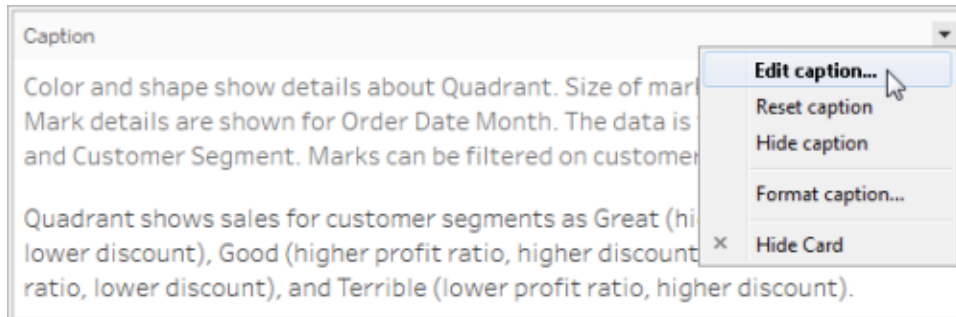 Caption
Edit caption...
Reset caption
Hide caption
Format caption...
Hide Card
Color and shape show details about Quadrant. Size of
Mark details are shown for Order Date Month. The data is
and Customer Segment. Marks can be filtered on customer
Quadrant shows sales for customer segments as Great
lower discount), Good (higher profit ratio, higher discount
ratio, lower discount), and Terrible (lower profit ratio, higher discount).